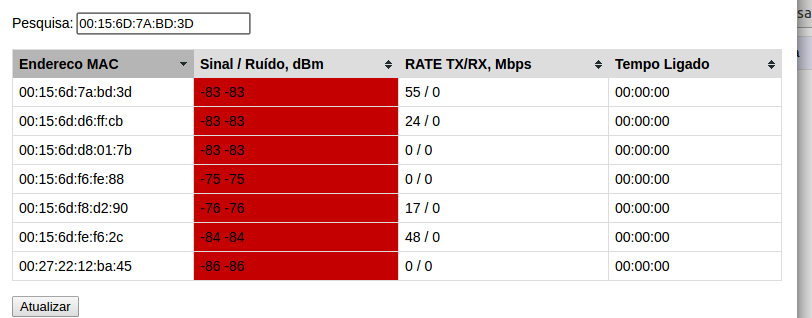 Pesquisa: 00:15:6D:7A:BD:3D
Endereco MAC Sinal / Ruído, dBm RATE TX/RX, Mbps Tempo Ligado
00:15:6d:7a:bd:3d -83 -83 55 / 0 00:00:00
00:15:6d:d6:ff:cb -83 -83 24 / 0 00:00:00
00:15:6d:d8:01:7b -83 -83 0 / 0 00:00:00
00:15:6d:f6:fe:88 -75 -75 0 / 0 00:00:00
00:15:6d:f8:d2:90 -76 -76 17 / 0 00:00:00
00:15:6d:fe:f6:2c -84 -84 48 / 0 00:00:00
00:27:22:12:ba:45 -86 -86 0 / 0 00:00:00
Atualizar